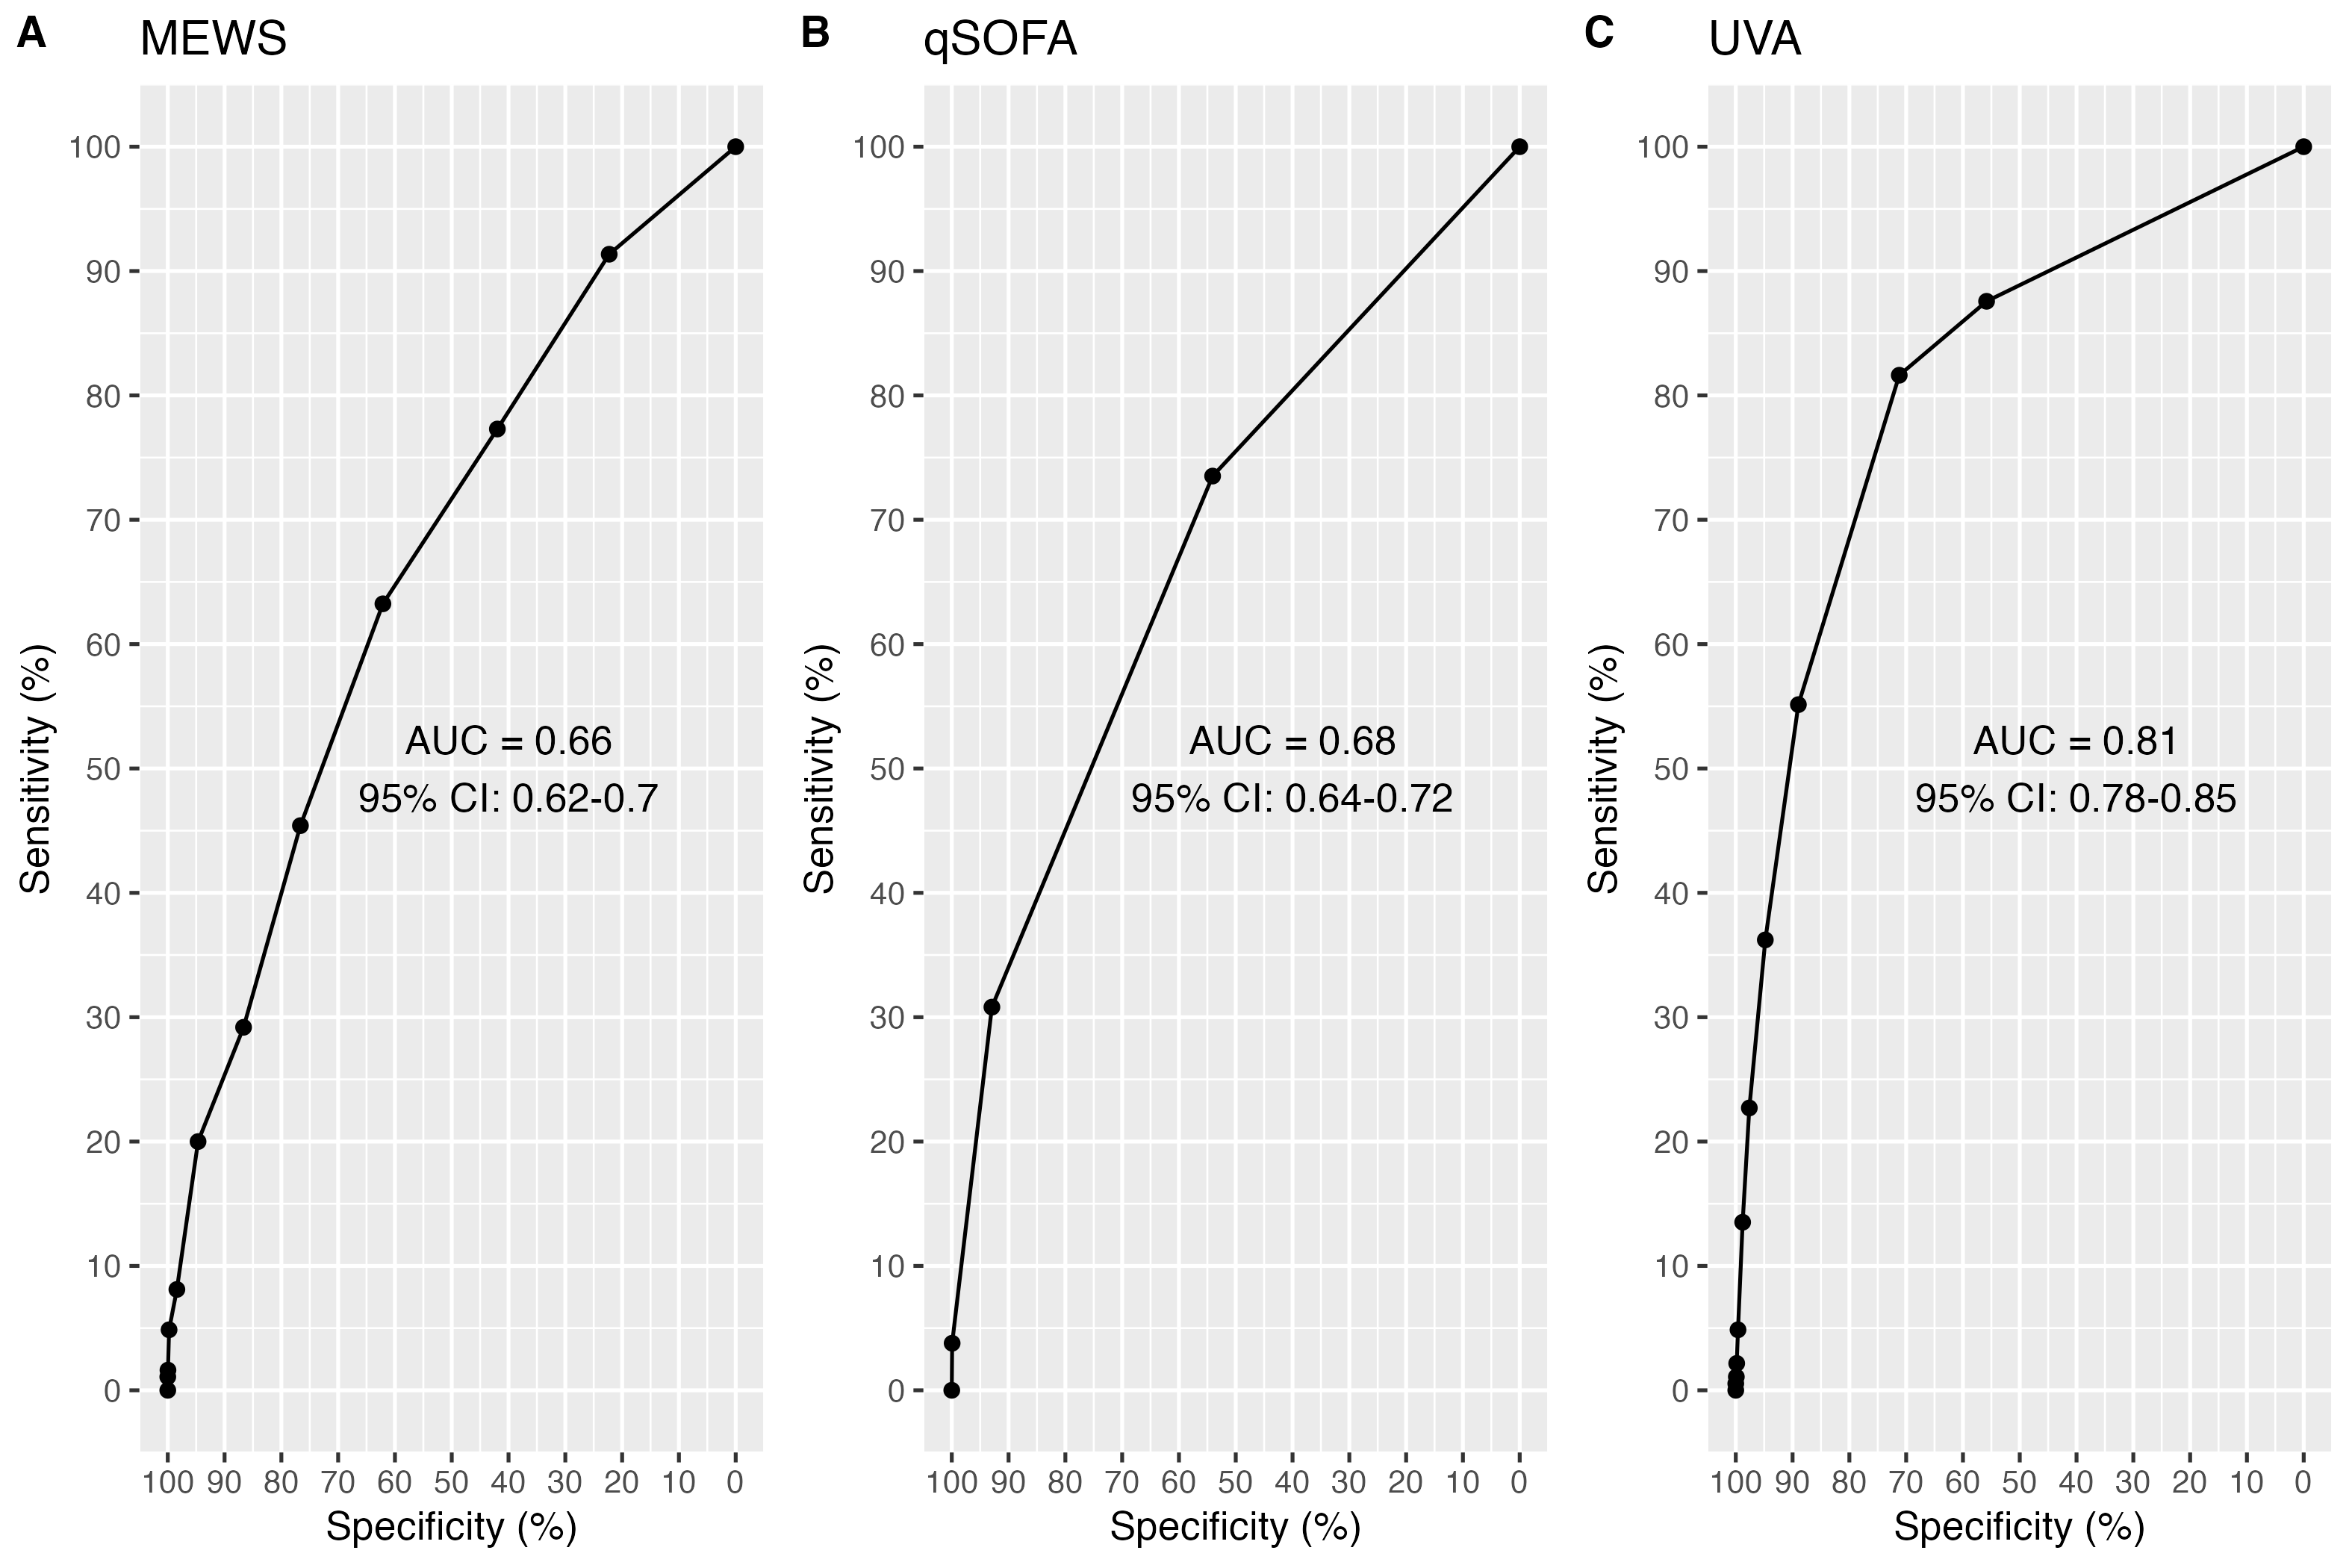 A MEWS
100
90
80
70
60
50
40
30
20
10
0
Sensitivity (%)
AUC = 0.66
95% CI: 0.62-0.7
100 90 80 70 60 50 40 30 20 10 0
Specificity (%)
B qSOFA
100
90
80
70
60
50
40
30
20
10
0
Sensitivity (%)
AUC = 0.68
95% CI: 0.64-0.72
100 90 80 70 60 50 40 30 20 10 0
Specificity (%)
C UVA
100
90
80
70
60
50
40
30
20
10
0
Sensitivity (%)
AUC = 0.81
95% CI: 0.78-0.85
100 90 80 70 60 50 40 30 20 10 0
Specificity (%)